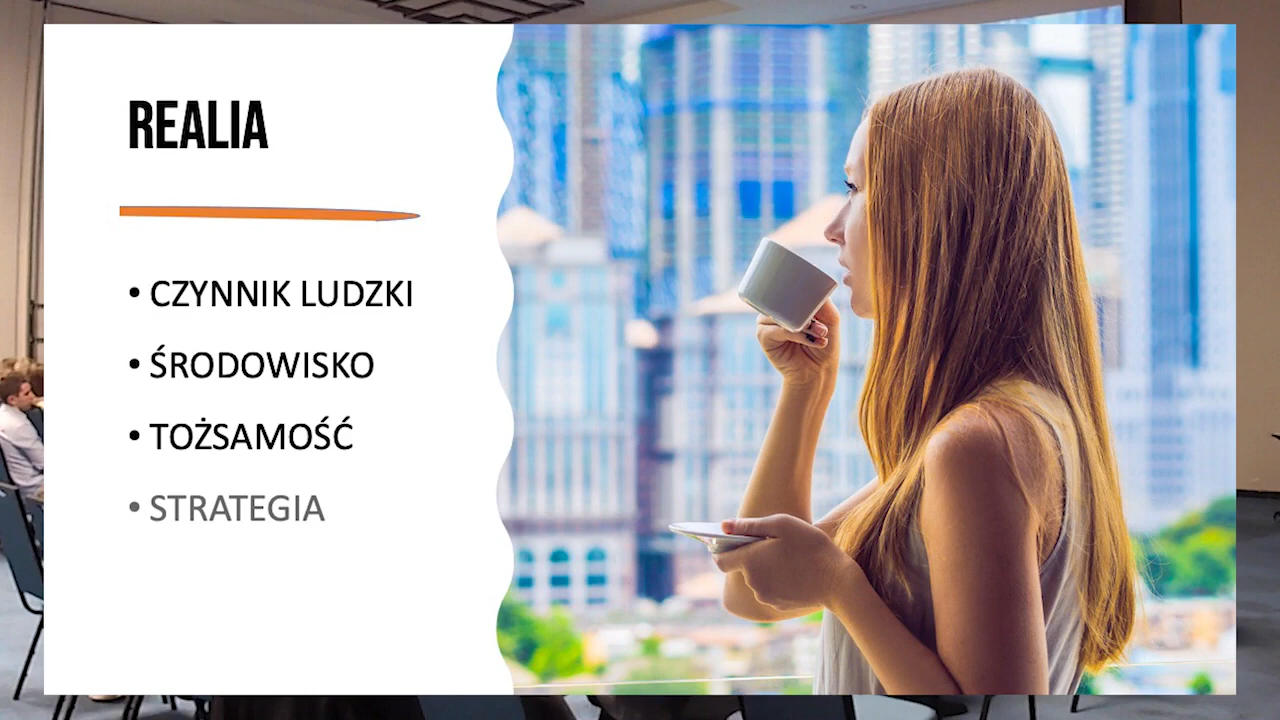 REALIA
• CZYNNIK LUDZKI
• ŚRODOWISKO
• TOŻSAMOŚĆ
• STRATEGIA